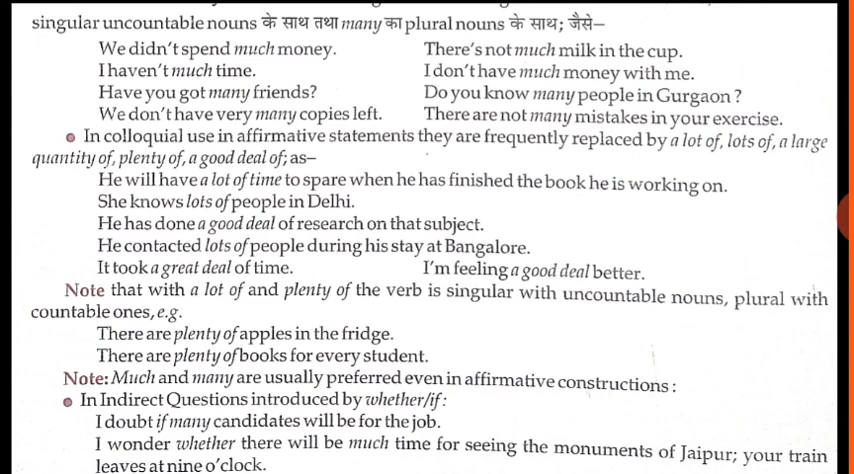 singular uncountable nouns के साथ तथा many का plural nouns के साथ; जैसे—
We didn't spend much money. There's not much milk in the cup.
I haven't much time. I don't have much money with me.
Have you got many friends? Do you know many people in Gurgaon ?
We don't have very many copies left. There are not many mistakes in your exercise.
• In colloquial use in affirmative statements they are frequently replaced by a lot of, lots of, a large
quantity of, plenty of, a good deal of; as—
He will have a lot of time to spare when he has finished the book he is working on.
She knows lots of people in Delhi.
He has done a good deal of research on that subject.
He contacted lots of people during his stay at Bangalore.
It took a great deal of time. I'm feeling a good deal better.
Note that with a lot of and plenty of the verb is singular with uncountable nouns, plural with
countable ones, e.g.
There are plenty of apples in the fridge.
There are plenty of books for every student.
Note: Much and many are usually preferred even in affirmative constructions :
• In Indirect Questions introduced by whether/if:
I doubt if many candidates will be for the job.
I wonder whether there will be much time for seeing the monuments of Jaipur; your train
leaves at nine o'clock.